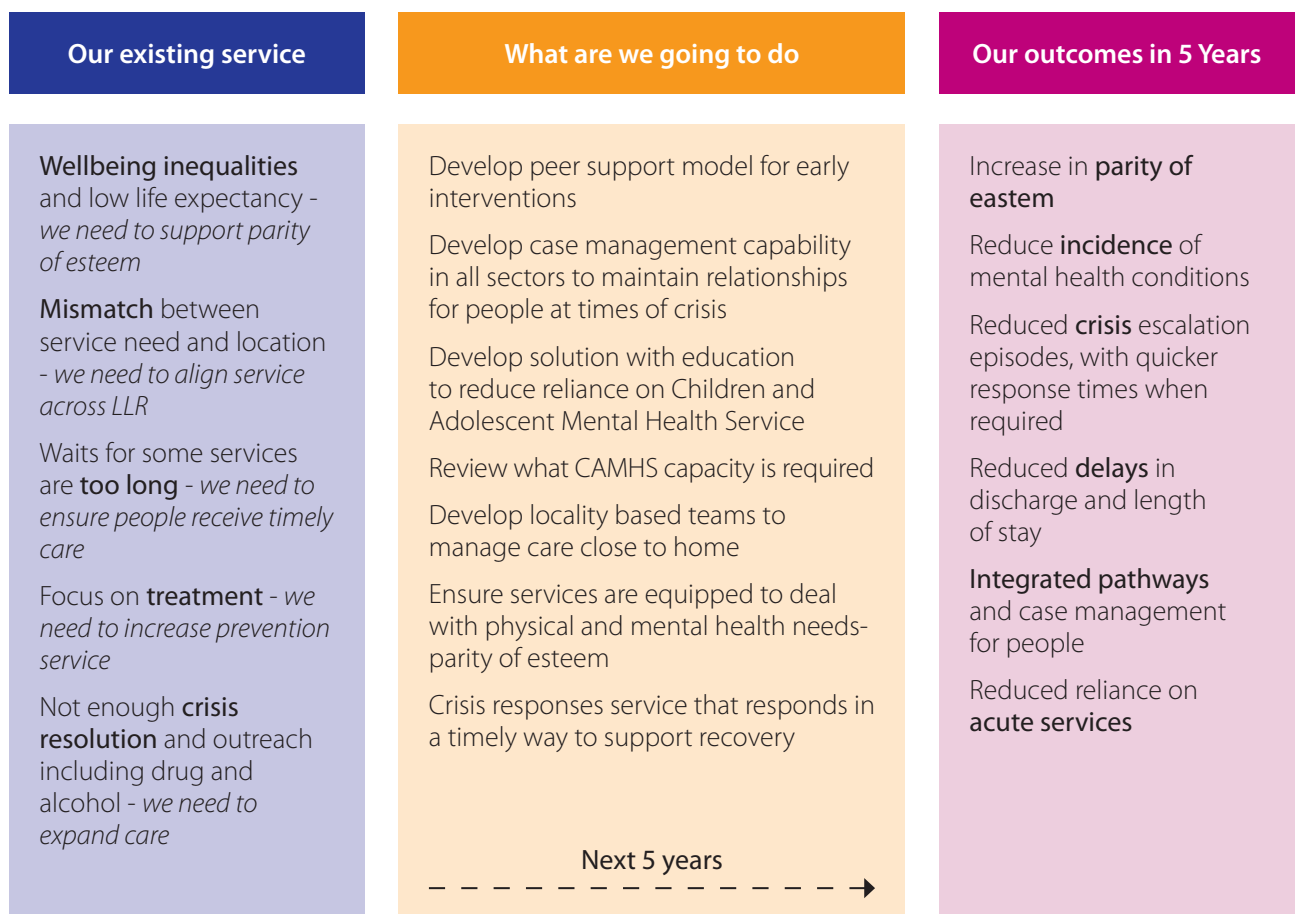 Our existing service
Wellbeing inequalities
and low life expectancy -
we need to support parity
of esteem
Mismatch between
service need and location
- we need to align service
across LLR
Waits for some services
are too long - we need to
ensure people receive timely
care
Focus on treatment - we
need to increase prevention
service
Not enough crisis
resolution and outreach
including drug and
alcohol - we need to
expand care
What are we going to do
Develop peer support model for early
interventions
Develop case management capability
in all sectors to maintain relationships
for people at times of crisis
Develop solution with education
to reduce reliance on Children and
Adolescent Mental Health Service
Review what CAMHS capacity is required
Develop locality based teams to
manage care close to home
Ensure services are equipped to deal
with physical and mental health needs-
parity of esteem
Crisis responses service that responds in
a timely way to support recovery
Next 5 years
Our outcomes in 5 Years
Increase in parity of
eastem
Reduce incidence of
mental health conditions
Reduced crisis escalation
episodes, with quicker
response times when
required
Reduced delays in
discharge and length
of stay
Integrated pathways
and case management
for people
Reduced reliance on
acute services